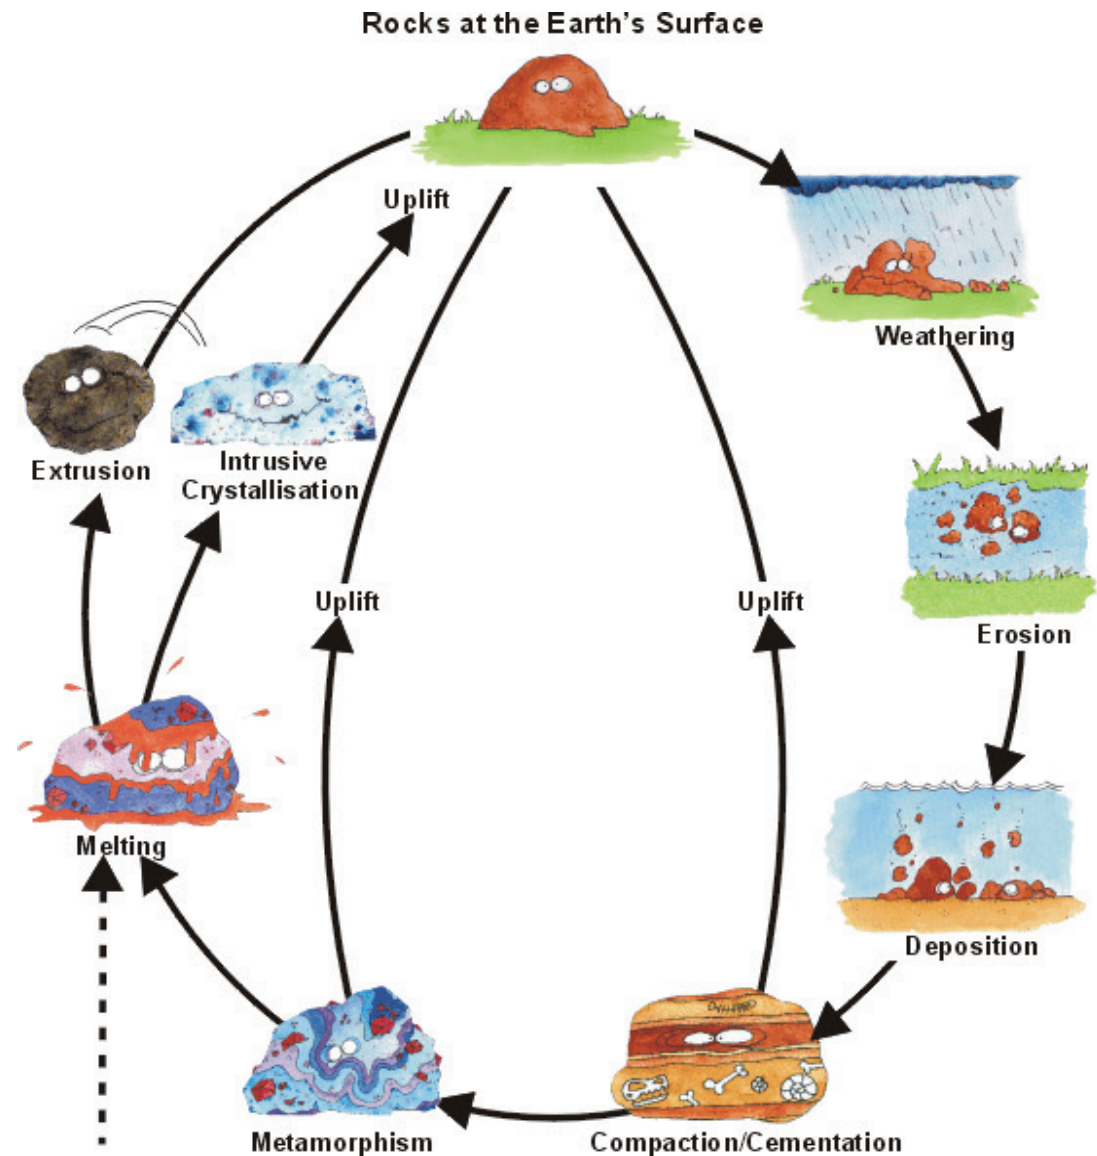 Rocks at the Earth's Surface
Uplift
Weathering
Extrusion
Intrusive
Crystallisation
Uplift
Uplift
Erosion
Melting
Deposition
Metamorphism
Compaction/Cementation